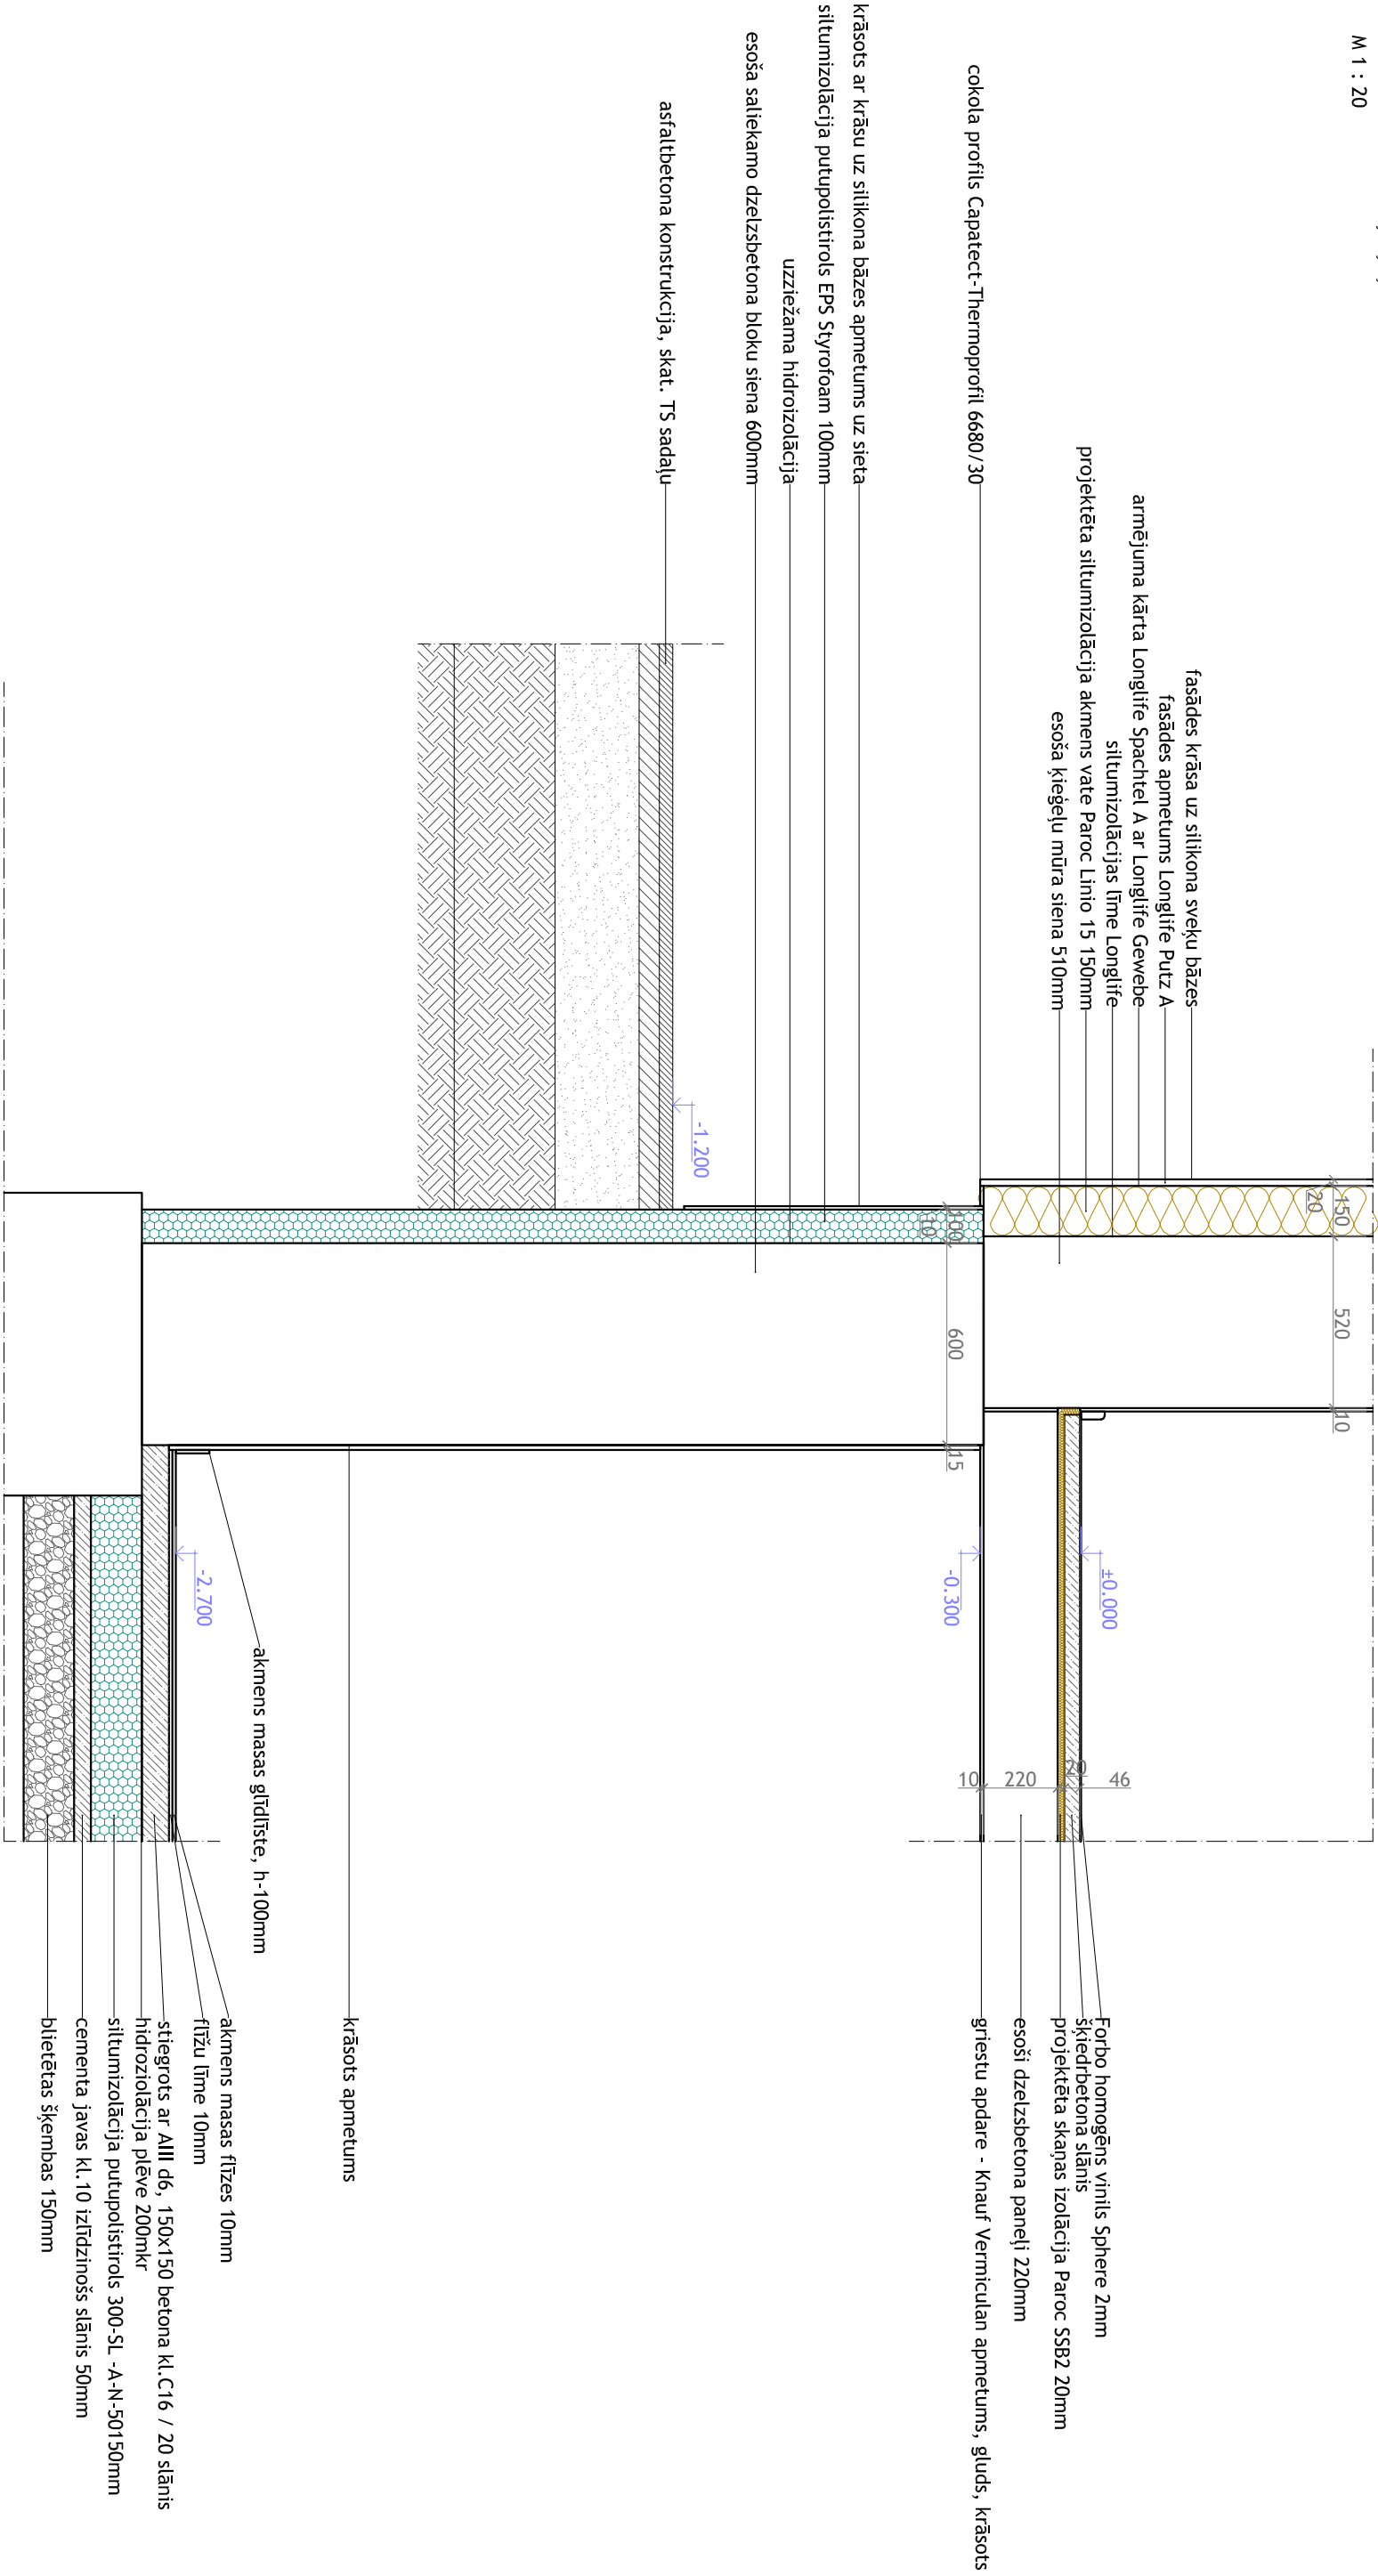 M 1 : 20
fasādes krāsa uz silikona sveķu bāzes
fasādes apmetums Longlife Putz A
armējuma kārta Longlife Spachtel A ar Longlife Gewebe
siltumizolācijas līme Longlife
projektēta siltumizolācija akmens vate Paroc Linio 15 150mm
esoša ķieģeļu mūra siena 510mm
cokola profils Capatect-Thermoprofil 6680/30
krāsots ar krāsu uz silikona bāzes apmetums uz sieta
siltumizolācija putupolistirols EPS Styrofoam 100mm
uzziežama hidroizolācija
esoša saliekamo dzelzsbetona bloku siena 600mm
asfaltbetona konstrukcija, skat. TS sadaļu
150
20
520
10
100
10
600
15
-1.200
±0.000
-0.300
-2.700
46
20
220
10
Forbo homogēns vinils Sphere 2mm
šķiedrbetona slānis
projektēta skaņas izolācija Paroc SSB2 20mm
esoši dzelzsbetona paneļi 220mm
griestu apdare - Knauf Vermiculan apmetums, gluds, krāsots
krāsots apmetums
akmens masas glīdlīste, h-100mm
akmens masas flīzes 10mm
flīžu līme 10mm
stiegrots ar AIII d6, 150x150 betona kl.C16 / 20 slānis
hidroziolācija plēve 200mkr
siltumizolācija putupolistirols 300-SL -A-N-50150mm
cementa javas kl.10 izlīdzinošs slānis 50mm
blietētas šķembas 150mm